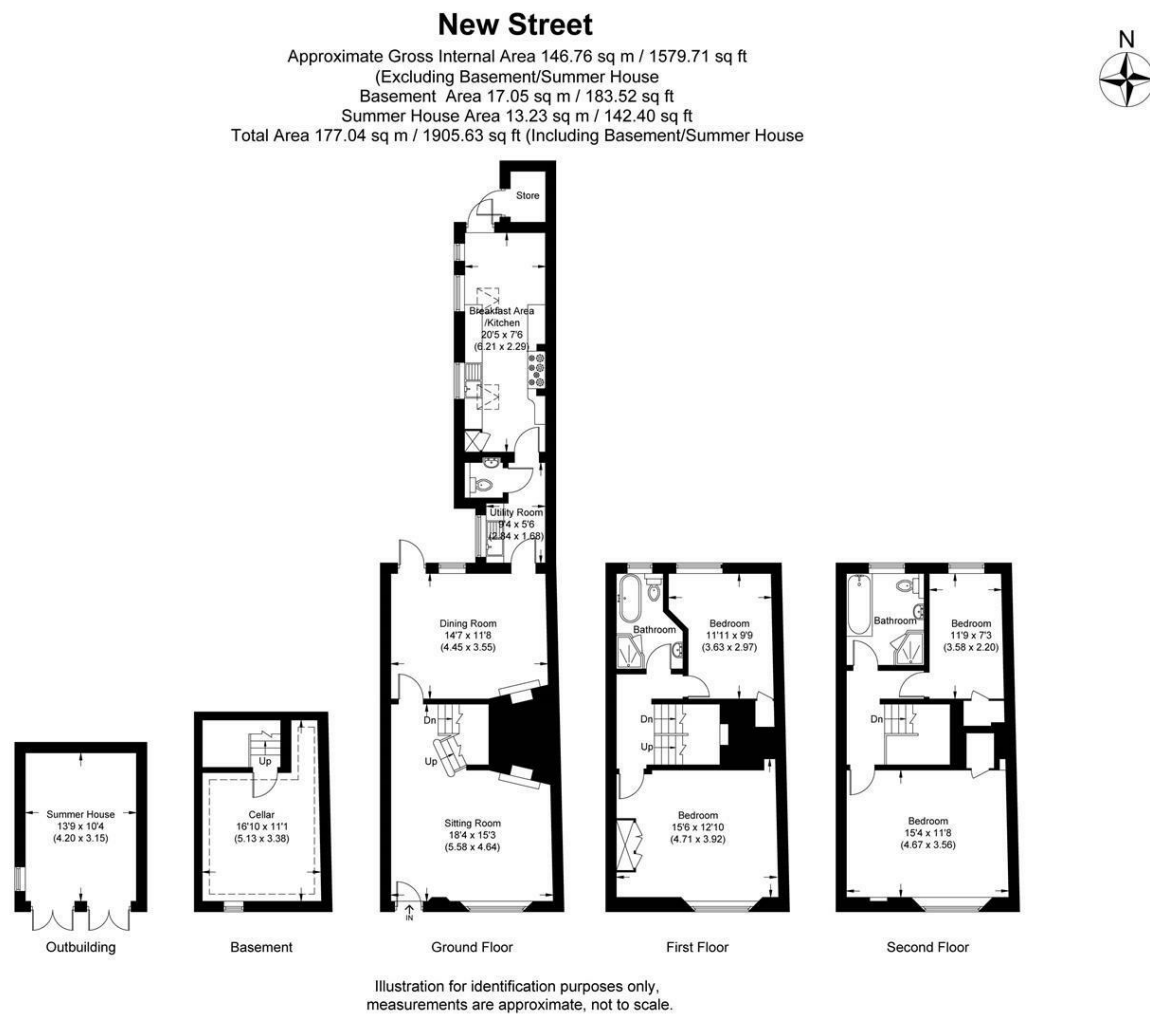 New Street
Approximate Gross Internal Area 146.76 sq m / 1579.71 sq ft
(Excluding Basement/Summer House
Basement Area 17.05 sq m / 183.52 sq ft
Summer House Area 13.23 sq m / 142.40 sq ft
Total Area 177.04 sq m / 1905.63 sq ft (Including Basement/Summer House
N
Store
Breakfast Area
/Kitchen
20'5 x 7'6
(6.21 x 2.29)
Utility Room
9'4 x 5'6
(2.84 x 1.68)
Dining Room
14'7 x 11'8
(4.45 x 3.55)
Dn
Up
Sitting Room
18'4 x 15'3
(5.58 x 4.64)
IN
Ground Floor
Summer House
13'9 x 10'4
(4.20 x 3.15)
Outbuilding
Up
Cellar
16'10 x 11'1
(5.13 x 3.38)
Basement
Bathroom
Bedroom
11'11 x 9'9
(3.63 x 2.97)
Dn
Up
Bedroom
15'6 x 12'10
(4.71 x 3.92)
First Floor
Bathroom
Bedroom
11'9 x 7'3
(3.58 x 2.20)
Dn
Bedroom
15'4 x 11'8
(4.67 x 3.56)
Second Floor
Illustration for identification purposes only,
measurements are approximate, not to scale.